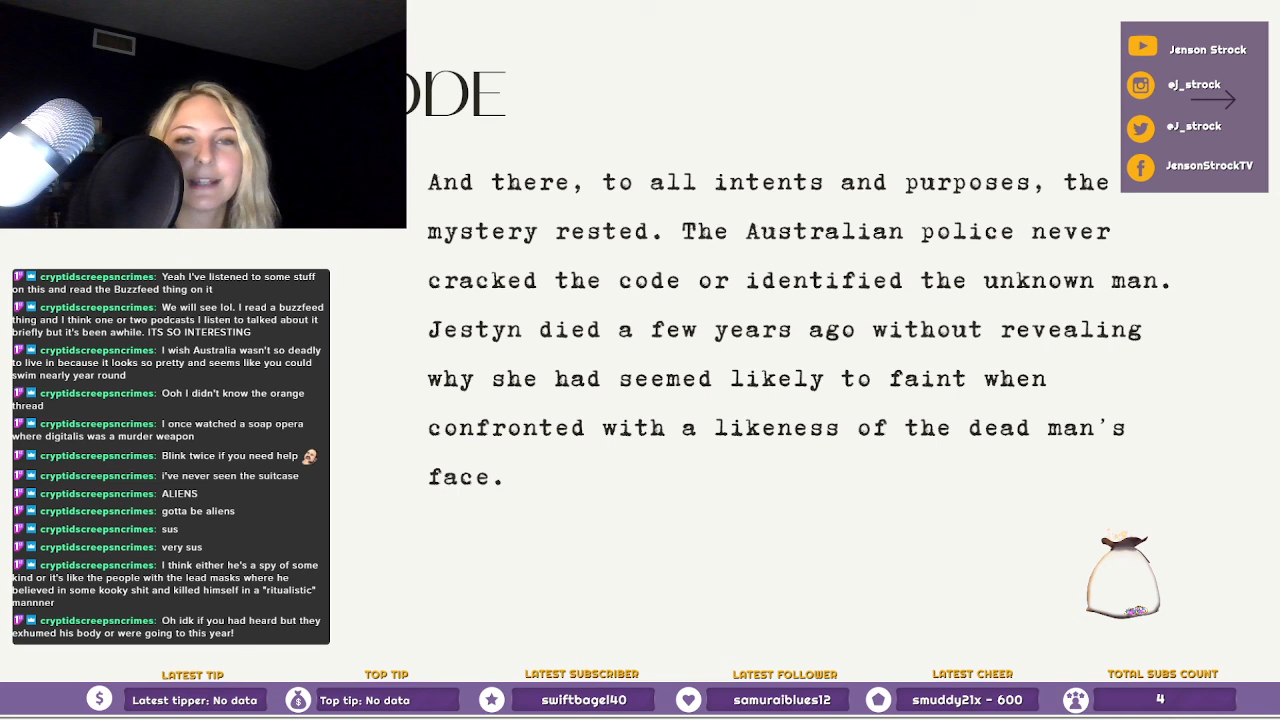 ODE
And there, to all intents and purposes, the
mystery rested. The Australian police never
cracked the code or identified the unknown man.
Jestyn died a few years ago without revealing
why she had seemed likely to faint when
confronted with a likeness of the dead man's
face.
Jenson Strock
@J_strock
@J_strock
JensonStrockTV
cryptidscreepsncrimes: Yeah I've listened to some stuff
on this and read the Buzzfeed thing on it
cryptidscreepsncrimes: We will see lol. I read a buzzfeed
thing and I think one or two podcasts I listen to talked about it
briefly but it's been awhile. ITS SO INTERESTING
cryptidscreepsncrimes: I wish Australia wasn't so deadly
to live in because it looks so pretty and seems like you could
swim nearly year round
cryptidscreepsncrimes: Ooh I didn't know the orange
thread
cryptidscreepsncrimes: I once watched a soap opera
where digitalis was a murder weapon
cryptidscreepsncrimes: Blink twice if you need help
cryptidscreepsncrimes: i've never seen the suitcase
cryptidscreepsncrimes: ALIENS
cryptidscreepsncrimes: gotta be aliens
cryptidscreepsncrimes: sus
cryptidscreepsncrimes: very sus
cryptidscreepsncrimes: I think either he's a spy of some
kind or it's like the people with the lead masks where he
believed in some kooky shit and killed himself in a "ritualistic"
mannner
cryptidscreepsncrimes: Oh idk if you had heard but they
exhumed his body or were going to this year!
LATEST TIP
Latest tipper: No data
TOP TIP
Top tip: No data
LATEST SUBSCRIBER
swiftbagel40
LATEST FOLLOWER
samuraiblues12
LATEST CHEER
smuddy21x - 600
TOTAL SUBS COUNT
4